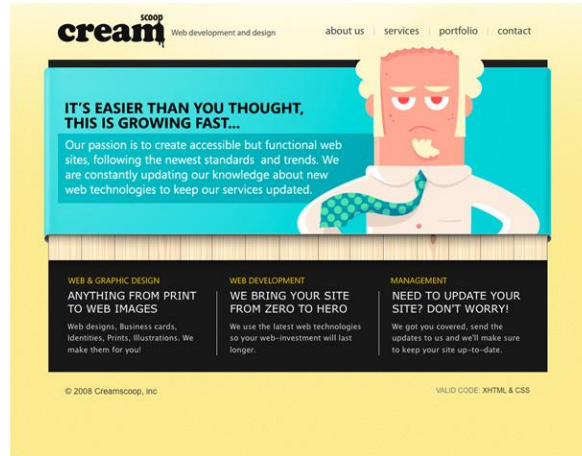 scoop
cream
Web development and design
about us
services
portfolio
contact
IT'S EASIER THAN YOU THOUGHT,
THIS IS GROWING FAST...
Our passion is to create accessible but functional web
sites, following the newest standards and trends. We
are constantly updating our knowledge about new
web technologies to keep our services updated.
WEB & GRAPHIC DESIGN
ANYTHING FROM PRINT
TO WEB IMAGES
Web designs, Business cards,
Identities, Prints, Illustrations. We
make them for you!
WEB DEVELOPMENT
WE BRING YOUR SITE
FROM ZERO TO HERO
We use the latest web technologies
so your web-investment will last
longer.
MANAGEMENT
NEED TO UPDATE YOUR
SITE? DON'T WORRY!
We got you covered, send the
updates to us and we'll make sure
to keep your site up-to-date.
© 2008 Creamscoop, inc
VALID CODE: XHTML & CSS